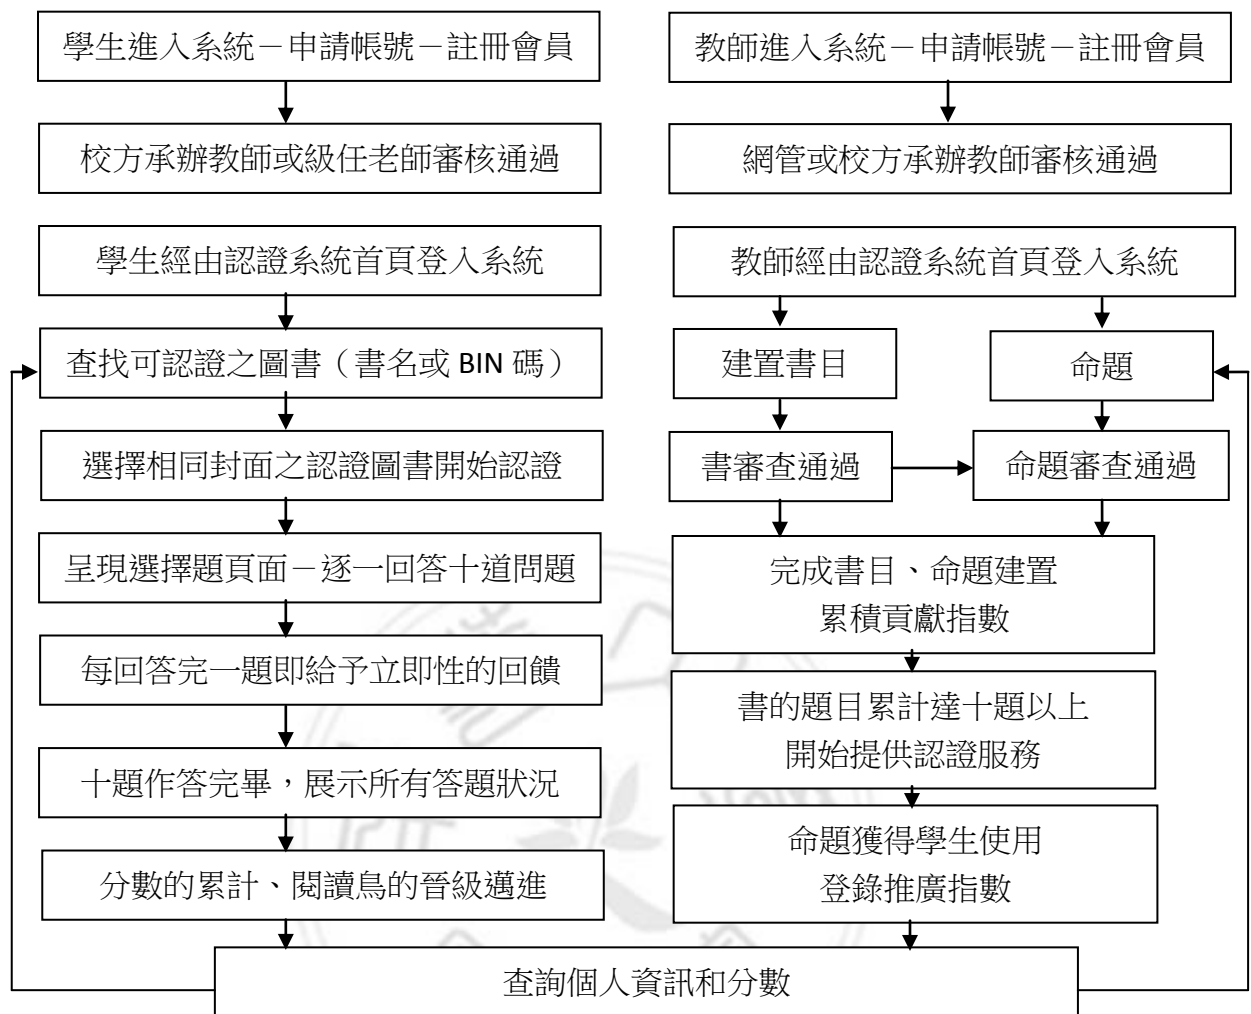 學生進入系統－申請帳號－註冊會員
校方承辦教師或級任老師審核通過
學生經由認證系統首頁登入系統
查找可認證之圖書（書名或 BIN 碼）
選擇相同封面之認證圖書開始認證
呈現選擇題頁面－逐一回答十道問題
每回答完一題即給予立即性的回饋
十題作答完畢，展示所有答題狀況
分數的累計、閱讀鳥的晉級邁進
教師進入系統－申請帳號－註冊會員
網管或校方承辦教師審核通過
教師經由認證系統首頁登入系統
建置書目
命題
書審查通過
命題審查通過
完成書目、命題建置
累積貢獻指數
書的題目累計達十題以上
開始提供認證服務
命題獲得學生使用
登錄推廣指數
查詢個人資訊和分數